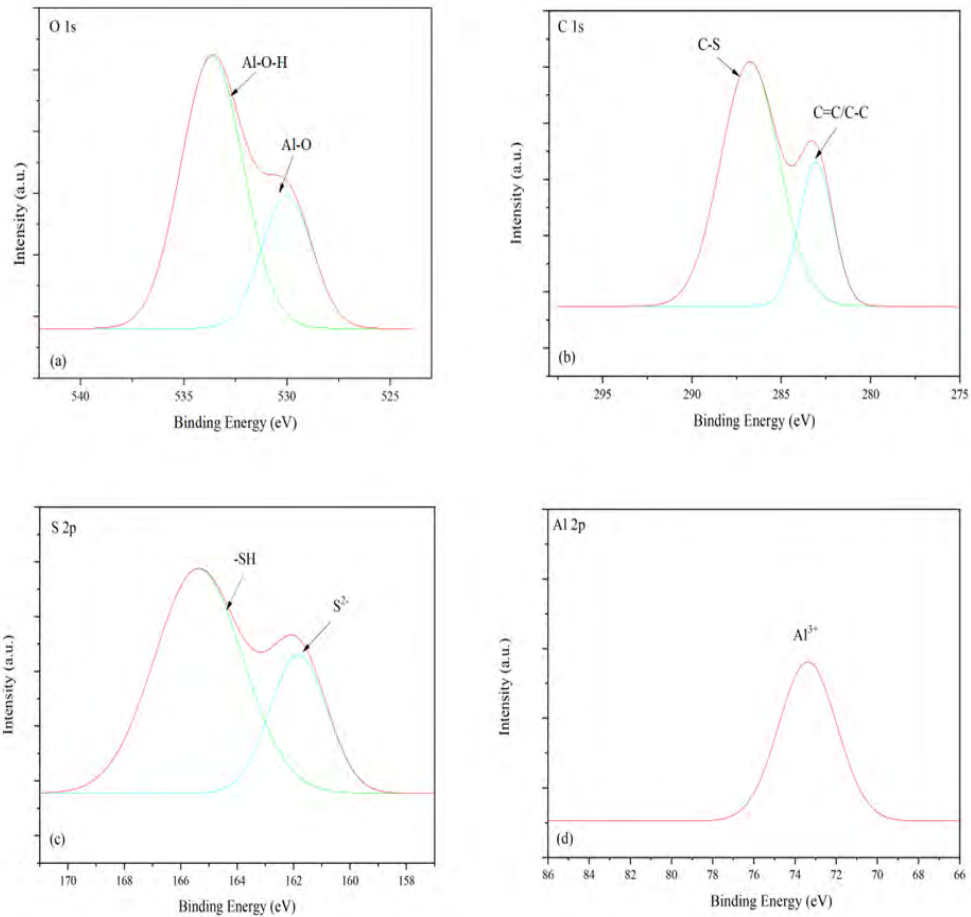 O 1s
Al-O-H
Al-O
Intensity (a.u.)
(a)
540 535 530 525
Binding Energy (eV)
C 1s
C-S
C=C/C-C
Intensity (a.u.)
(b)
295 290 285 280 275
Binding Energy (eV)
S 2p
-SH
S²⁻
Intensity (a.u.)
(c)
170 168 166 164 162 160 158
Binding Energy (eV)
Al 2p
Al³⁺
Intensity (a.u.)
(d)
86 84 82 80 78 76 74 72 70 68 66
Binding Energy (eV)